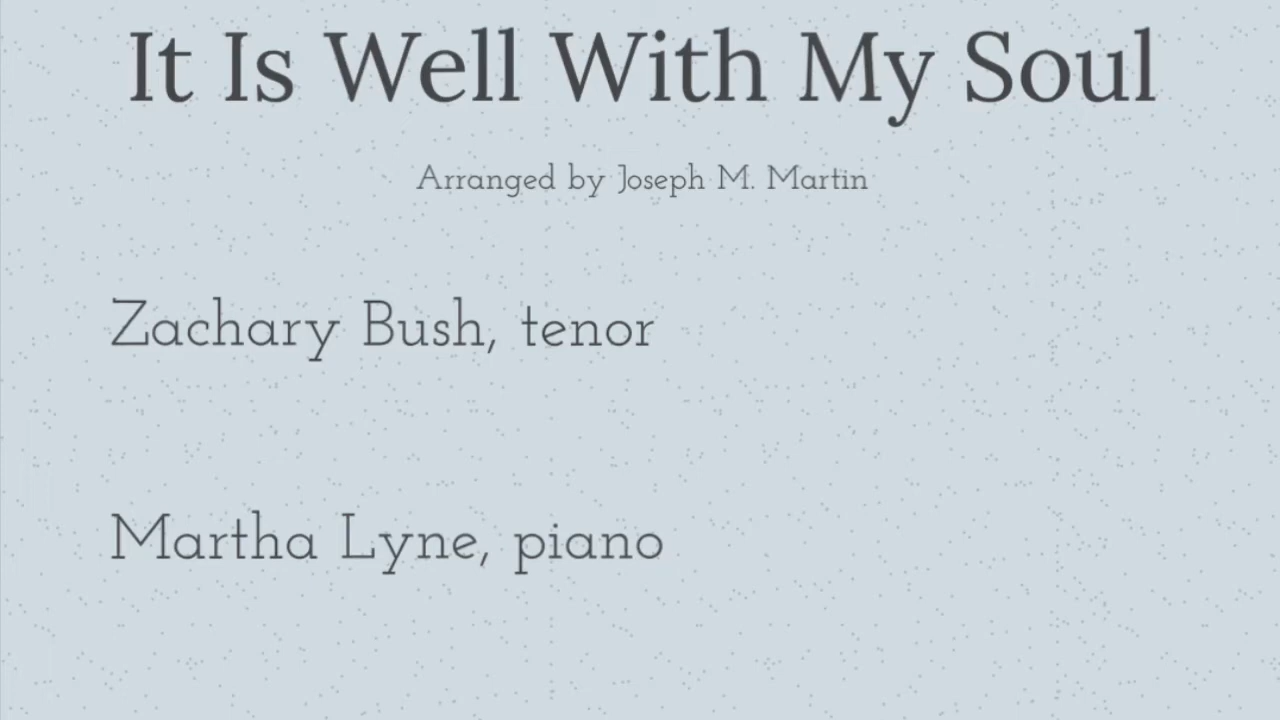 It Is Well With My Soul
Arranged by Joseph M. Martin
Zachary Bush, tenor
Martha Lyne, piano